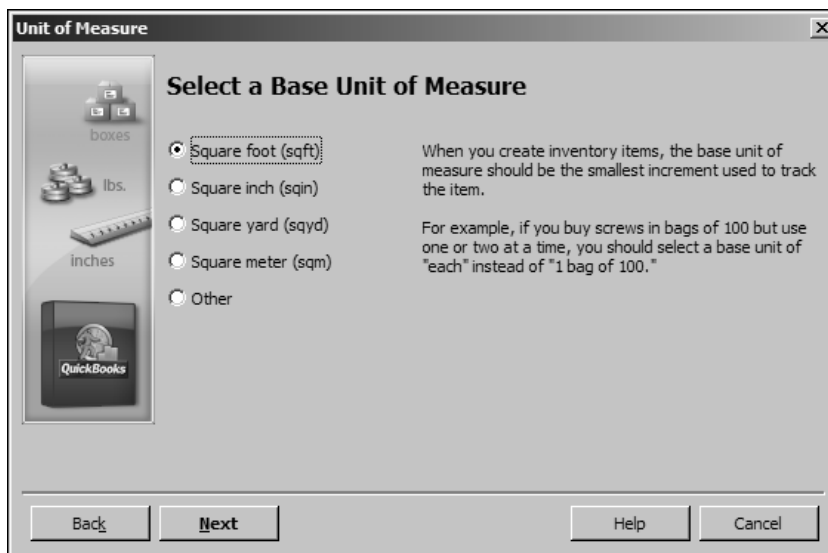 Unit of Measure
boxes
lbs.
inches
QuickBooks
Select a Base Unit of Measure
Square foot (sqft)
Square inch (sqin)
Square yard (sqyd)
Square meter (sqm)
Other
When you create inventory items, the base unit of
measure should be the smallest increment used to track
the item.
For example, if you buy screws in bags of 100 but use
one or two at a time, you should select a base unit of
"each" instead of "1 bag of 100."
Back
Next
Help
Cancel